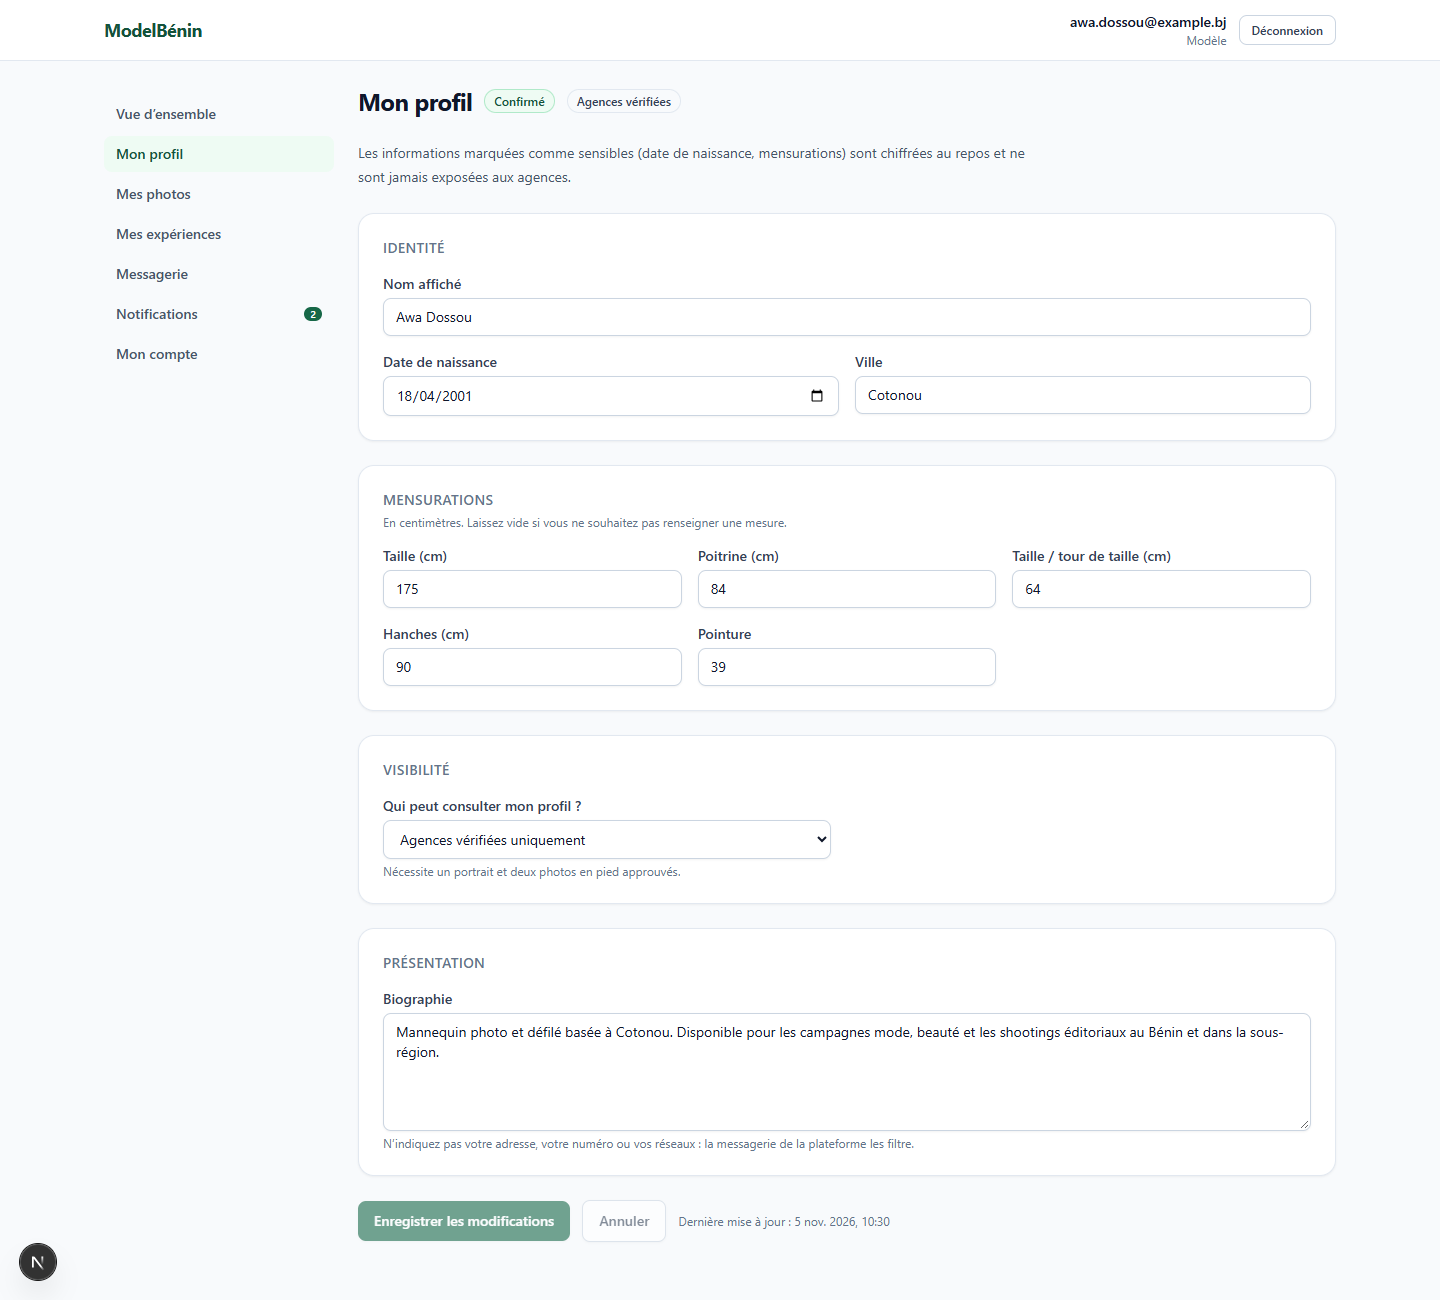 ModelBénin
awa.dossou@example.bj
Modèle
Déconnexion
Vue d’ensemble
Mon profil
Mes photos
Mes expériences
Messagerie
Notifications
2
Mon compte
Mon profil
Confirmé
Agences vérifiées
Les informations marquées comme sensibles (date de naissance, mensurations) sont chiffrées au repos et ne
sont jamais exposées aux agences.
IDENTITÉ
Nom affiché
Awa Dossou
Date de naissance
Ville
18/04/2001
Cotonou
MENSURATIONS
En centimètres. Laissez vide si vous ne souhaitez pas renseigner une mesure.
Taille (cm)
Poitrine (cm)
Taille / tour de taille (cm)
175
84
64
Hanches (cm)
Pointure
90
39
VISIBILITÉ
Qui peut consulter mon profil ?
Agences vérifiées uniquement
Nécessite un portrait et deux photos en pied approuvés.
PRÉSENTATION
Biographie
Mannequin photo et défilé basée à Cotonou. Disponible pour les campagnes mode, beauté et les shootings éditoriaux au Bénin et dans la sous-
région.
N’indiquez pas votre adresse, votre numéro ou vos réseaux : la messagerie de la plateforme les filtre.
Enregistrer les modifications
Annuler
Dernière mise à jour : 5 nov. 2026, 10:30
N